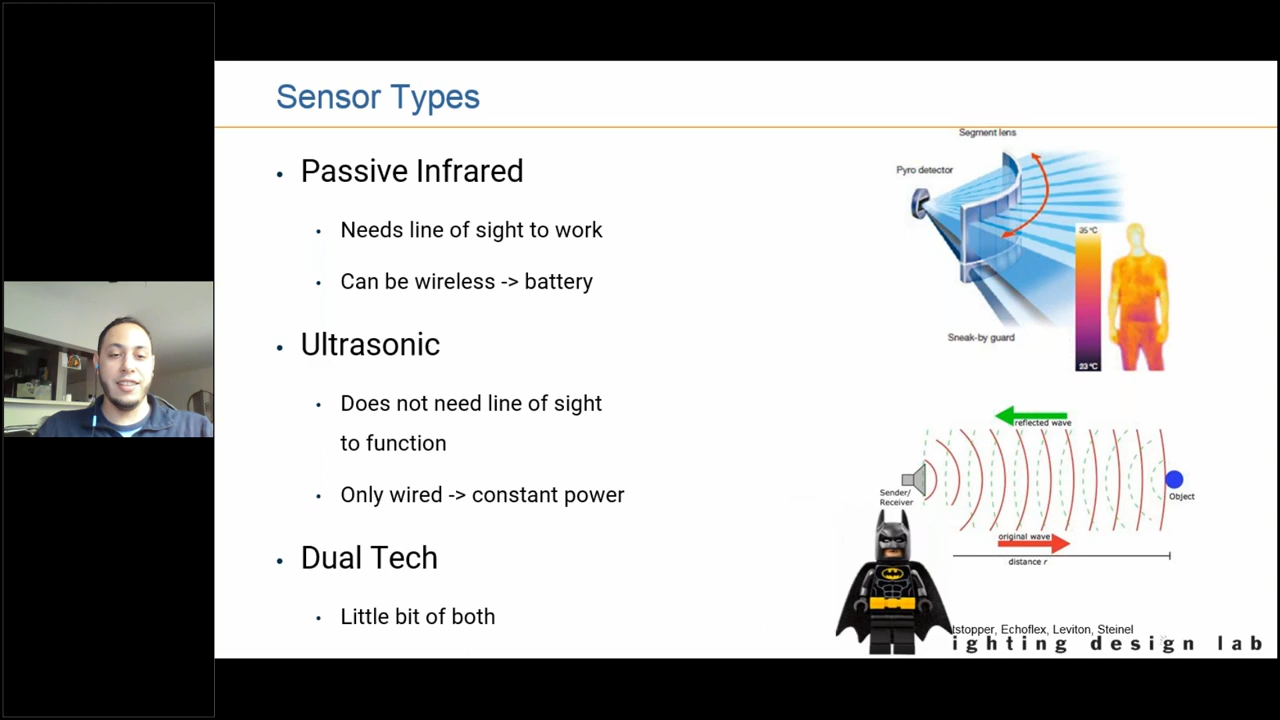 Sensor Types
Passive Infrared
Needs line of sight to work
Can be wireless -> battery
Ultrasonic
Does not need line of sight
to function
Only wired -> constant power
Dual Tech
Little bit of both
Segment lens
Pyro detector
35 °C
Sneak-by guard
23 °C
reflected wave
Sender/
Receiver
Object
original wave
distance r
tstopper, Echoflex, Leviton, Steinel
ighting design lab